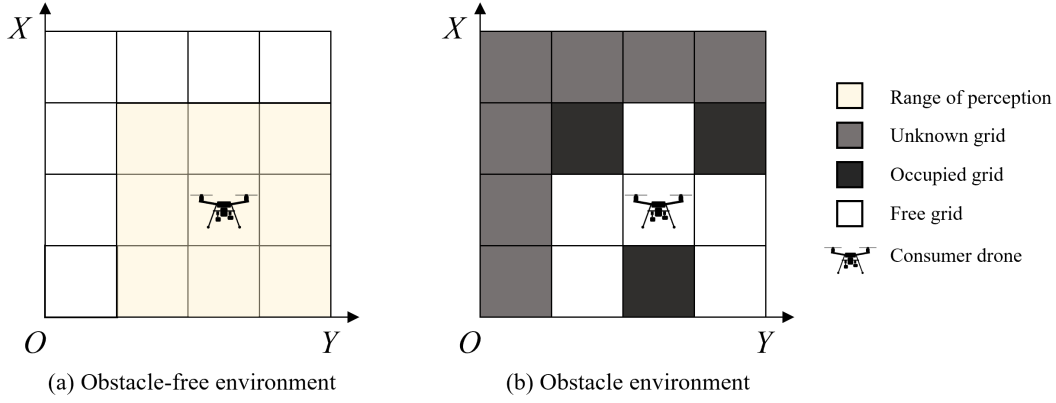 X
O
Y
(a) Obstacle-free environment
X
O
Y
(b) Obstacle environment
Range of perception
Unknown grid
Occupied grid
Free grid
Consumer drone